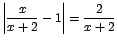 |x/(x+2) − 1| = 2/(x+2)